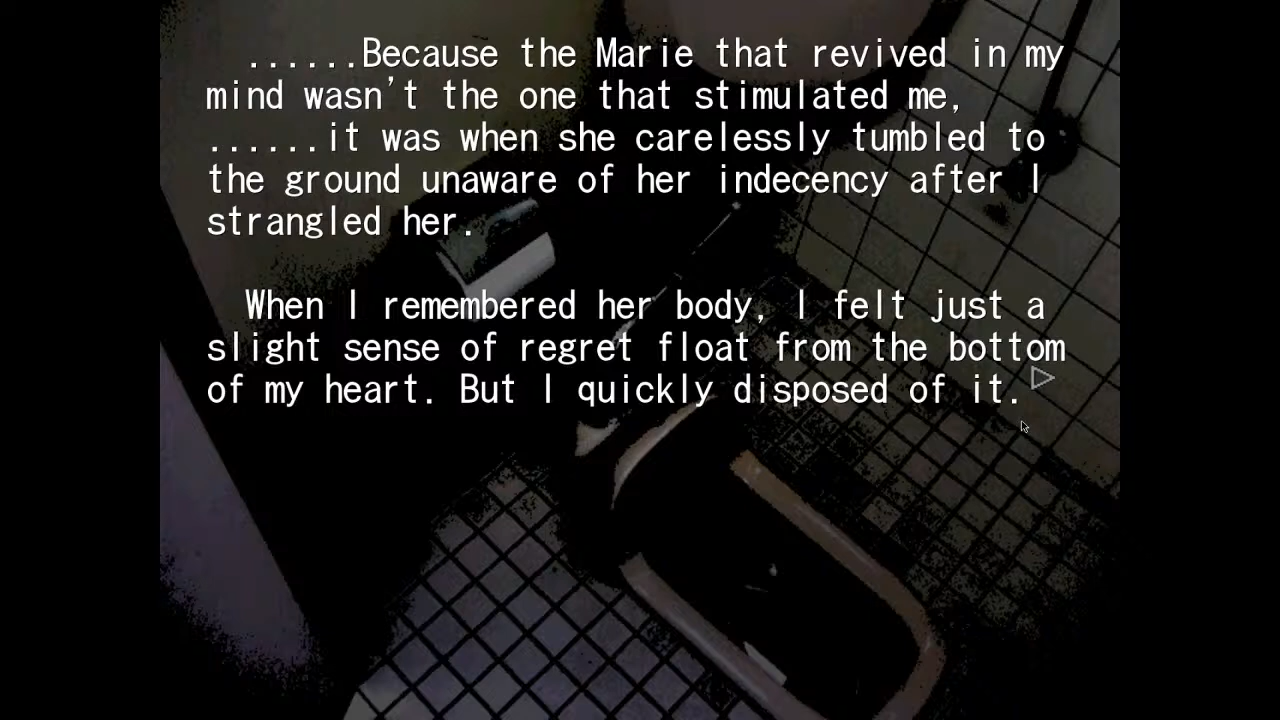 ......Because the Marie that revived in my
mind wasn't the one that stimulated me,
......it was when she carelessly tumbled to
the ground unaware of her indecency after I
strangled her.
When I remembered her body, I felt just a
slight sense of regret float from the bottom
of my heart. But I quickly disposed of it.